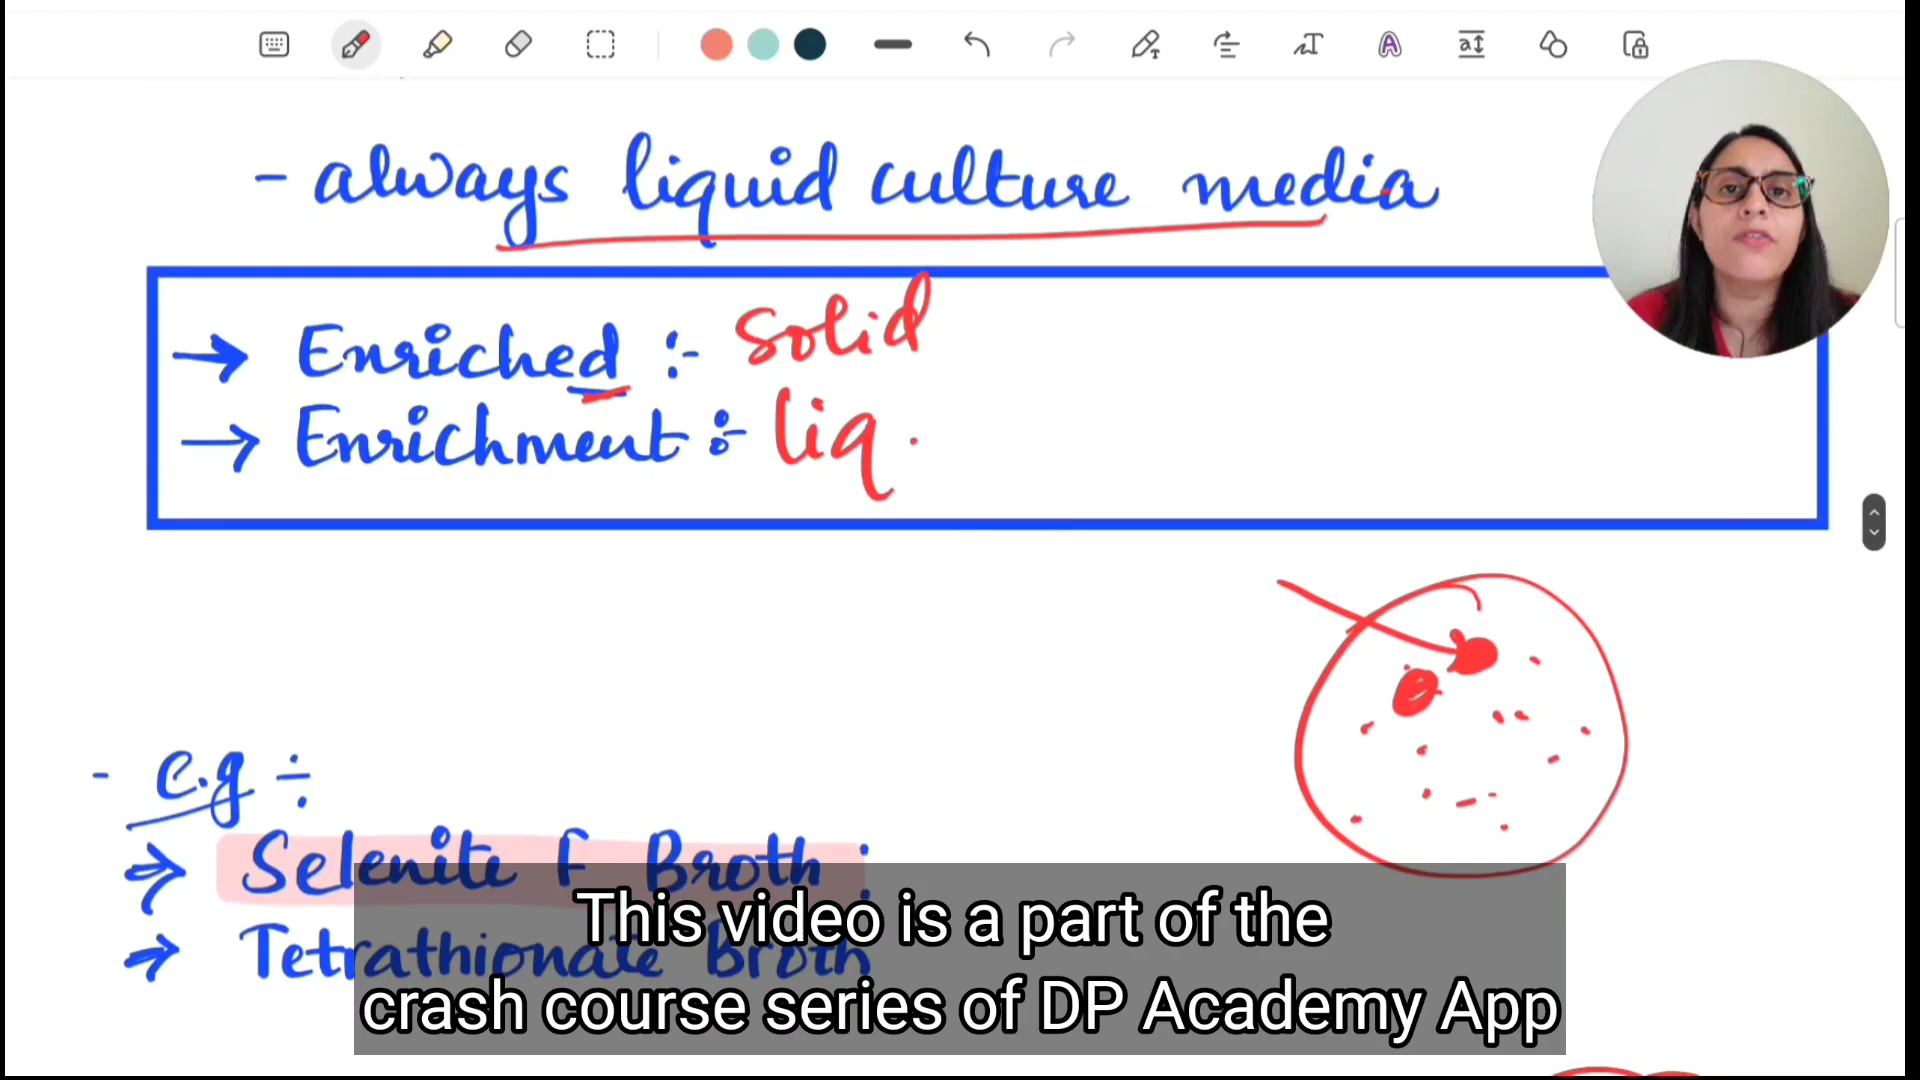 - always liquid culture media
→ Enriched :- Solid
→ Enrichment :- liq.
- e.g :-
→ Selenite F Broth :
→ Tetrathionate Broth
This video is a part of the
crash course series of DP Academy App